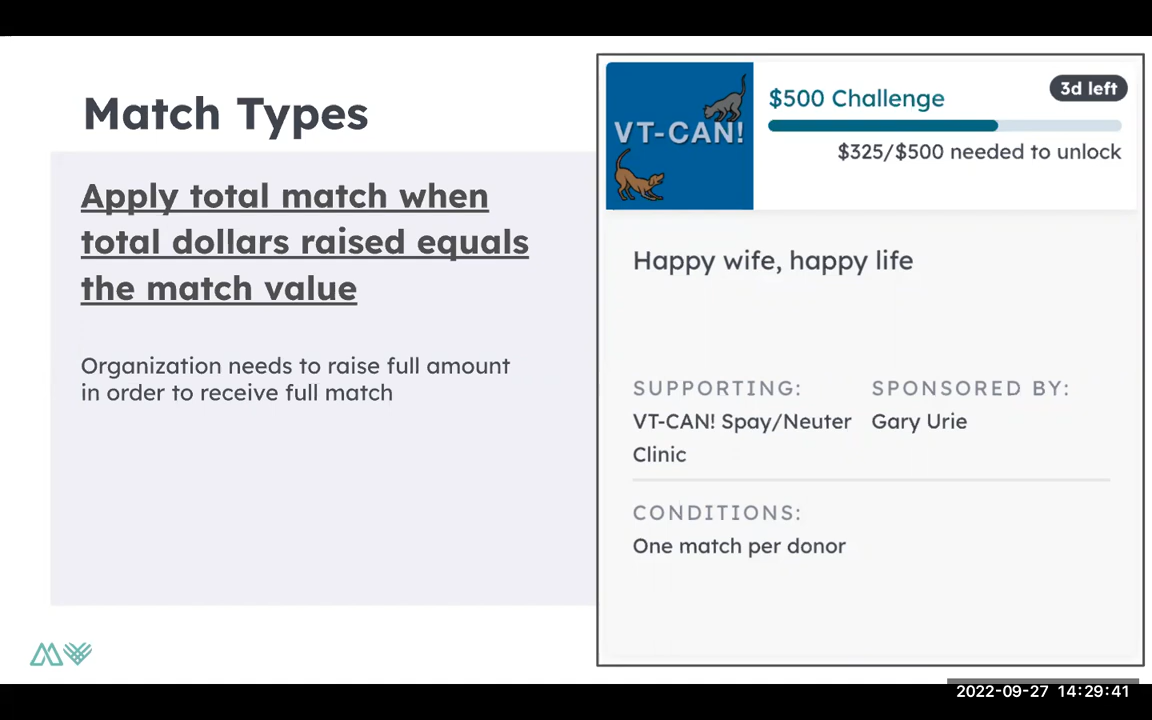 Match Types
Apply total match when
total dollars raised equals
the match value
Organization needs to raise full amount
in order to receive full match
VT-CAN!
$500 Challenge
3d left
$325/$500 needed to unlock
Happy wife, happy life
SUPPORTING:
VT-CAN! Spay/Neuter
Clinic
SPONSORED BY:
Gary Urie
CONDITIONS:
One match per donor
2022-09-27 14:29:41